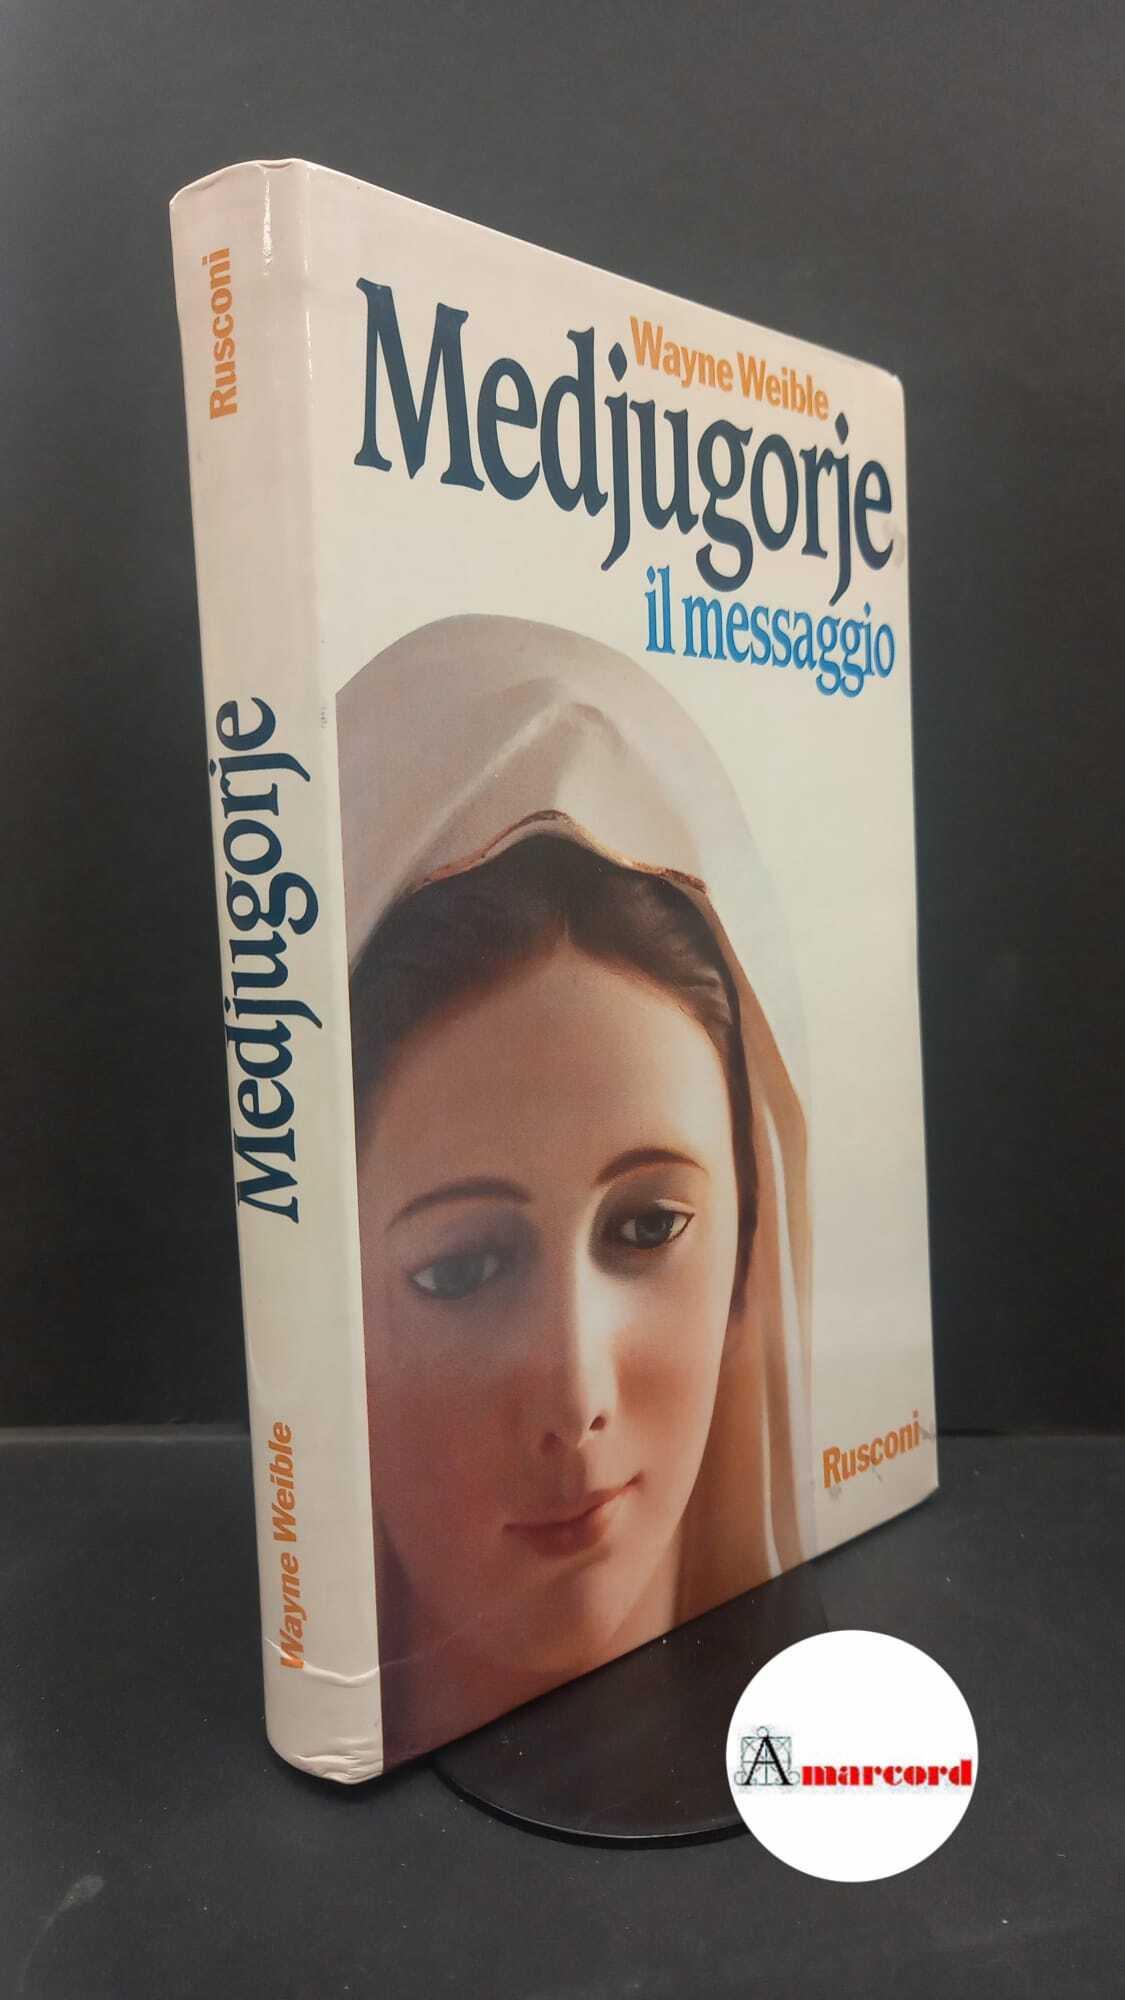 Rusconi
Medjugorje
Wayne Weible
Wayne Weible
Medjugorje
il messaggio
Rusconi
Amarcord